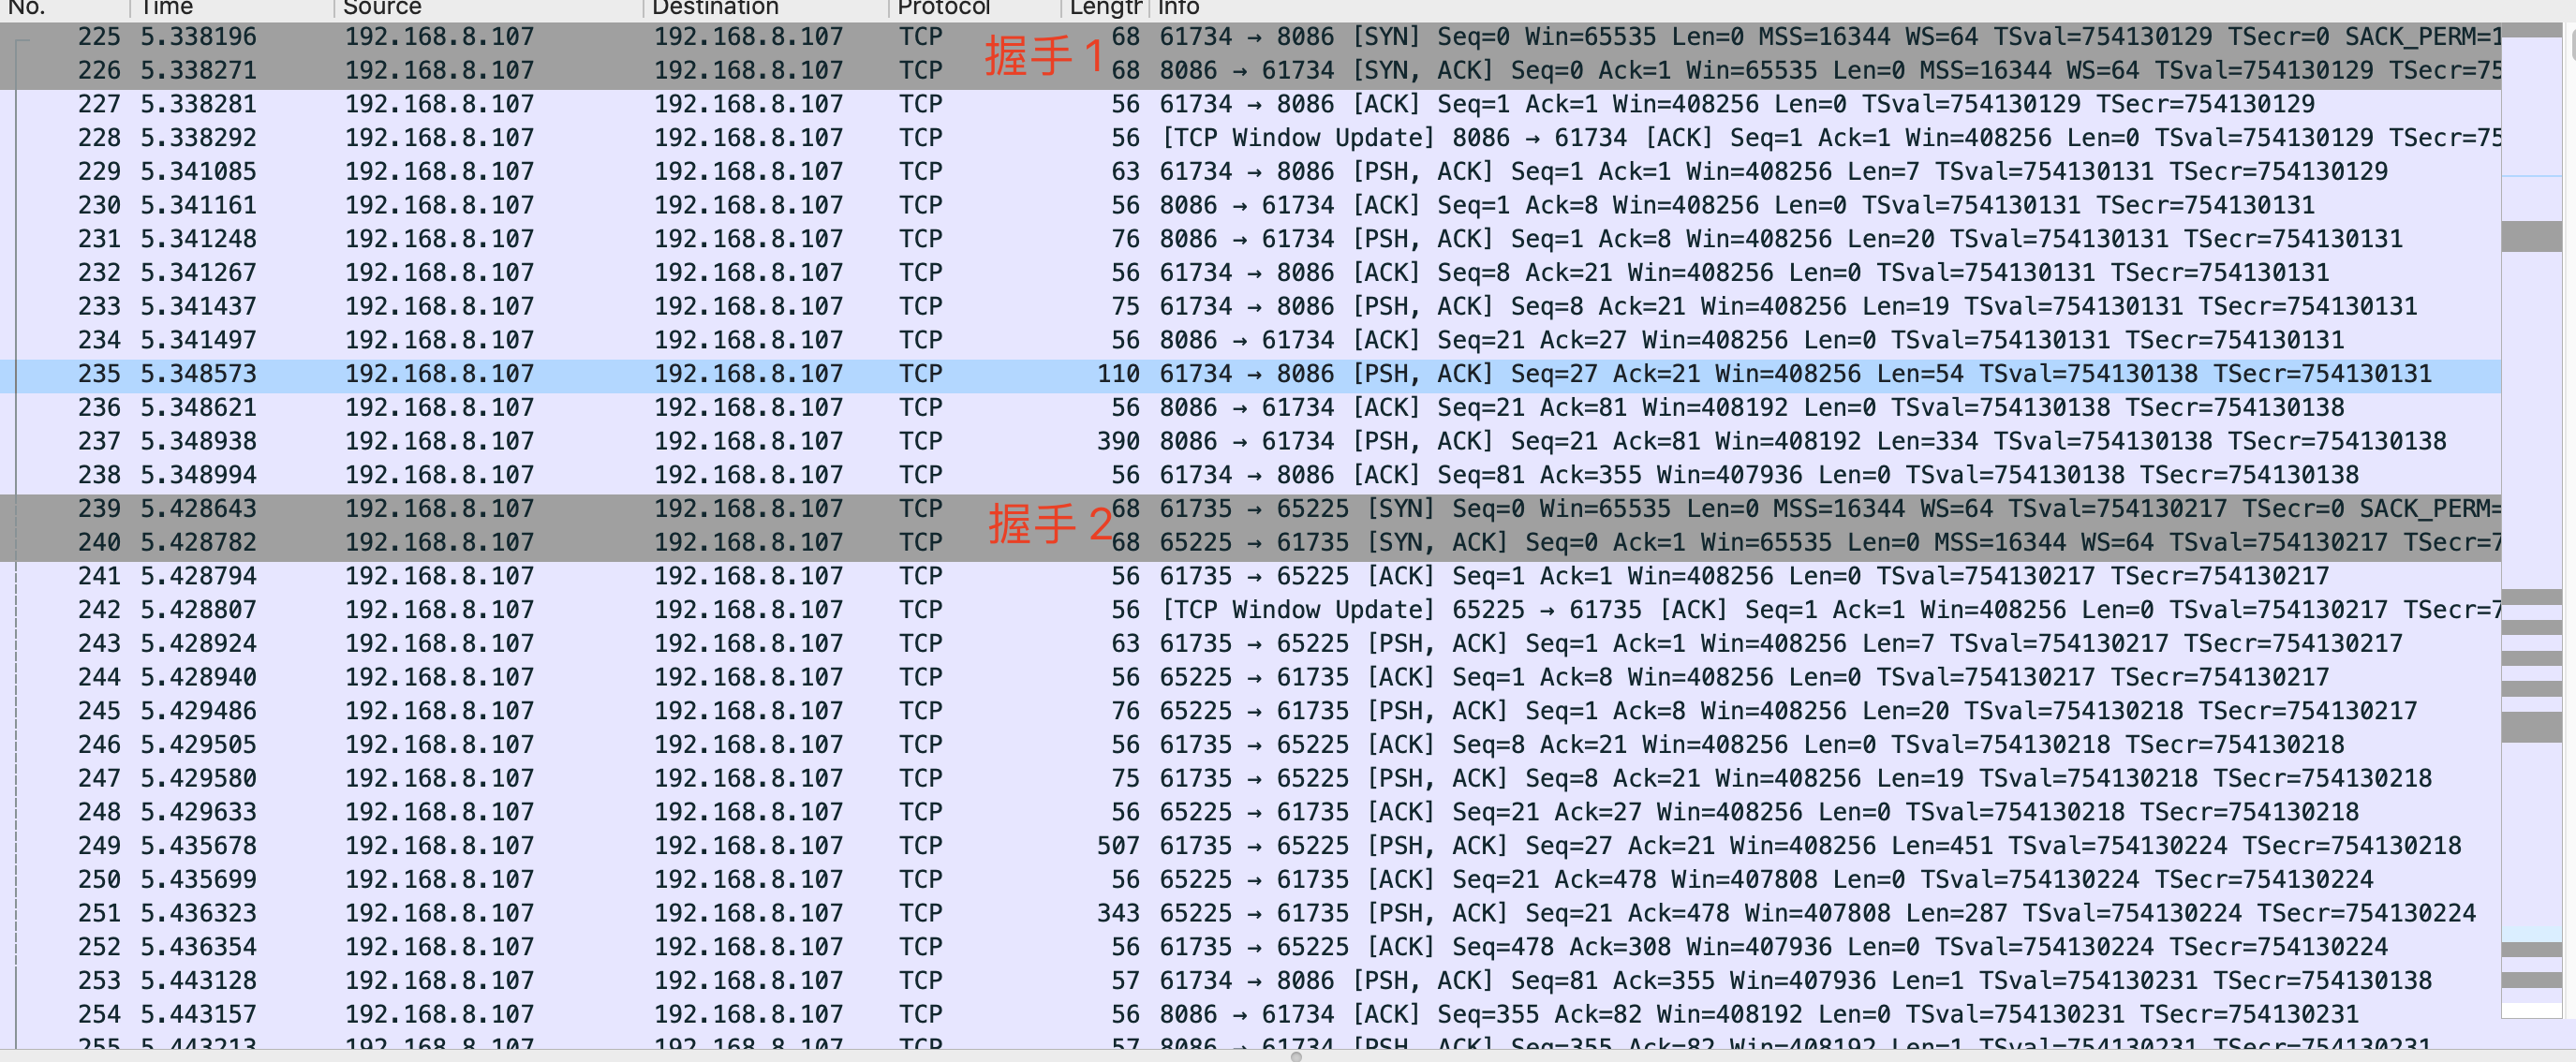 No. Time Source Destination Protocol Length Info
225 5.338196 192.168.8.107 192.168.8.107 TCP 68 61734 → 8086 [SYN] Seq=0 Win=65535 Len=0 MSS=16344 WS=64 TSval=754130129 TSecr=0 SACK_PERM=1
握手1
226 5.338271 192.168.8.107 192.168.8.107 TCP 68 8086 → 61734 [SYN, ACK] Seq=0 Ack=1 Win=65535 Len=0 MSS=16344 WS=64 TSval=754130129 TSecr=75
227 5.338281 192.168.8.107 192.168.8.107 TCP 56 61734 → 8086 [ACK] Seq=1 Ack=1 Win=408256 Len=0 TSval=754130129 TSecr=754130129
228 5.338292 192.168.8.107 192.168.8.107 TCP 56 [TCP Window Update] 8086 → 61734 [ACK] Seq=1 Ack=1 Win=408256 Len=0 TSval=754130129 TSecr=75
229 5.341085 192.168.8.107 192.168.8.107 TCP 63 61734 → 8086 [PSH, ACK] Seq=1 Ack=1 Win=408256 Len=7 TSval=754130131 TSecr=754130129
230 5.341161 192.168.8.107 192.168.8.107 TCP 56 8086 → 61734 [ACK] Seq=1 Ack=8 Win=408256 Len=0 TSval=754130131 TSecr=754130131
231 5.341248 192.168.8.107 192.168.8.107 TCP 76 8086 → 61734 [PSH, ACK] Seq=1 Ack=8 Win=408256 Len=20 TSval=754130131 TSecr=754130131
232 5.341267 192.168.8.107 192.168.8.107 TCP 56 61734 → 8086 [ACK] Seq=8 Ack=21 Win=408256 Len=0 TSval=754130131 TSecr=754130131
233 5.341437 192.168.8.107 192.168.8.107 TCP 75 61734 → 8086 [PSH, ACK] Seq=8 Ack=21 Win=408256 Len=19 TSval=754130131 TSecr=754130131
234 5.341497 192.168.8.107 192.168.8.107 TCP 56 8086 → 61734 [ACK] Seq=21 Ack=27 Win=408256 Len=0 TSval=754130131 TSecr=754130131
235 5.348573 192.168.8.107 192.168.8.107 TCP 110 61734 → 8086 [PSH, ACK] Seq=27 Ack=21 Win=408256 Len=54 TSval=754130138 TSecr=754130131
236 5.348621 192.168.8.107 192.168.8.107 TCP 56 8086 → 61734 [ACK] Seq=21 Ack=81 Win=408192 Len=0 TSval=754130138 TSecr=754130138
237 5.348938 192.168.8.107 192.168.8.107 TCP 390 8086 → 61734 [PSH, ACK] Seq=21 Ack=81 Win=408192 Len=334 TSval=754130138 TSecr=754130138
238 5.348994 192.168.8.107 192.168.8.107 TCP 56 61734 → 8086 [ACK] Seq=81 Ack=355 Win=407936 Len=0 TSval=754130138 TSecr=754130138
239 5.428643 192.168.8.107 192.168.8.107 TCP 68 61735 → 65225 [SYN] Seq=0 Win=65535 Len=0 MSS=16344 WS=64 TSval=754130217 TSecr=0 SACK_PERM=
握手2
240 5.428782 192.168.8.107 192.168.8.107 TCP 68 65225 → 61735 [SYN, ACK] Seq=0 Ack=1 Win=65535 Len=0 MSS=16344 WS=64 TSval=754130217 TSecr=7
241 5.428794 192.168.8.107 192.168.8.107 TCP 56 61735 → 65225 [ACK] Seq=1 Ack=1 Win=408256 Len=0 TSval=754130217 TSecr=754130217
242 5.428807 192.168.8.107 192.168.8.107 TCP 56 [TCP Window Update] 65225 → 61735 [ACK] Seq=1 Ack=1 Win=408256 Len=0 TSval=754130217 TSecr=7
243 5.428924 192.168.8.107 192.168.8.107 TCP 63 61735 → 65225 [PSH, ACK] Seq=1 Ack=1 Win=408256 Len=7 TSval=754130217 TSecr=754130217
244 5.428940 192.168.8.107 192.168.8.107 TCP 56 65225 → 61735 [ACK] Seq=1 Ack=8 Win=408256 Len=0 TSval=754130217 TSecr=754130217
245 5.429486 192.168.8.107 192.168.8.107 TCP 76 65225 → 61735 [PSH, ACK] Seq=1 Ack=8 Win=408256 Len=20 TSval=754130218 TSecr=754130217
246 5.429505 192.168.8.107 192.168.8.107 TCP 56 61735 → 65225 [ACK] Seq=8 Ack=21 Win=408256 Len=0 TSval=754130218 TSecr=754130218
247 5.429580 192.168.8.107 192.168.8.107 TCP 75 61735 → 65225 [PSH, ACK] Seq=8 Ack=21 Win=408256 Len=19 TSval=754130218 TSecr=754130218
248 5.429633 192.168.8.107 192.168.8.107 TCP 56 65225 → 61735 [ACK] Seq=21 Ack=27 Win=408256 Len=0 TSval=754130218 TSecr=754130218
249 5.435678 192.168.8.107 192.168.8.107 TCP 507 61735 → 65225 [PSH, ACK] Seq=27 Ack=21 Win=408256 Len=451 TSval=754130224 TSecr=754130218
250 5.435699 192.168.8.107 192.168.8.107 TCP 56 65225 → 61735 [ACK] Seq=21 Ack=478 Win=407808 Len=0 TSval=754130224 TSecr=754130224
251 5.436323 192.168.8.107 192.168.8.107 TCP 343 65225 → 61735 [PSH, ACK] Seq=21 Ack=478 Win=407808 Len=287 TSval=754130224 TSecr=754130224
252 5.436354 192.168.8.107 192.168.8.107 TCP 56 61735 → 65225 [ACK] Seq=478 Ack=308 Win=407936 Len=0 TSval=754130224 TSecr=754130224
253 5.443128 192.168.8.107 192.168.8.107 TCP 57 61734 → 8086 [PSH, ACK] Seq=81 Ack=355 Win=407936 Len=1 TSval=754130231 TSecr=754130138
254 5.443157 192.168.8.107 192.168.8.107 TCP 56 8086 → 61734 [ACK] Seq=355 Ack=82 Win=408192 Len=0 TSval=754130231 TSecr=754130231
255 5.443213 192.168.8.107 192.168.8.107 TCP 57 8086 → 61734 [PSH, ACK] Seq=355 Ack=82 Win=408192 Len=1 TSval=754130231 TSecr=754130231